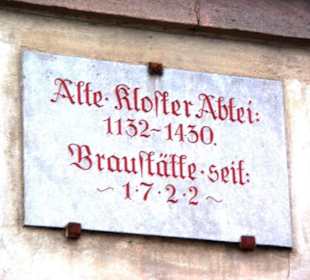 Alte·Kloster Abtei:
1132~1430.
Braustätte·seit:
~1·7·2·2~